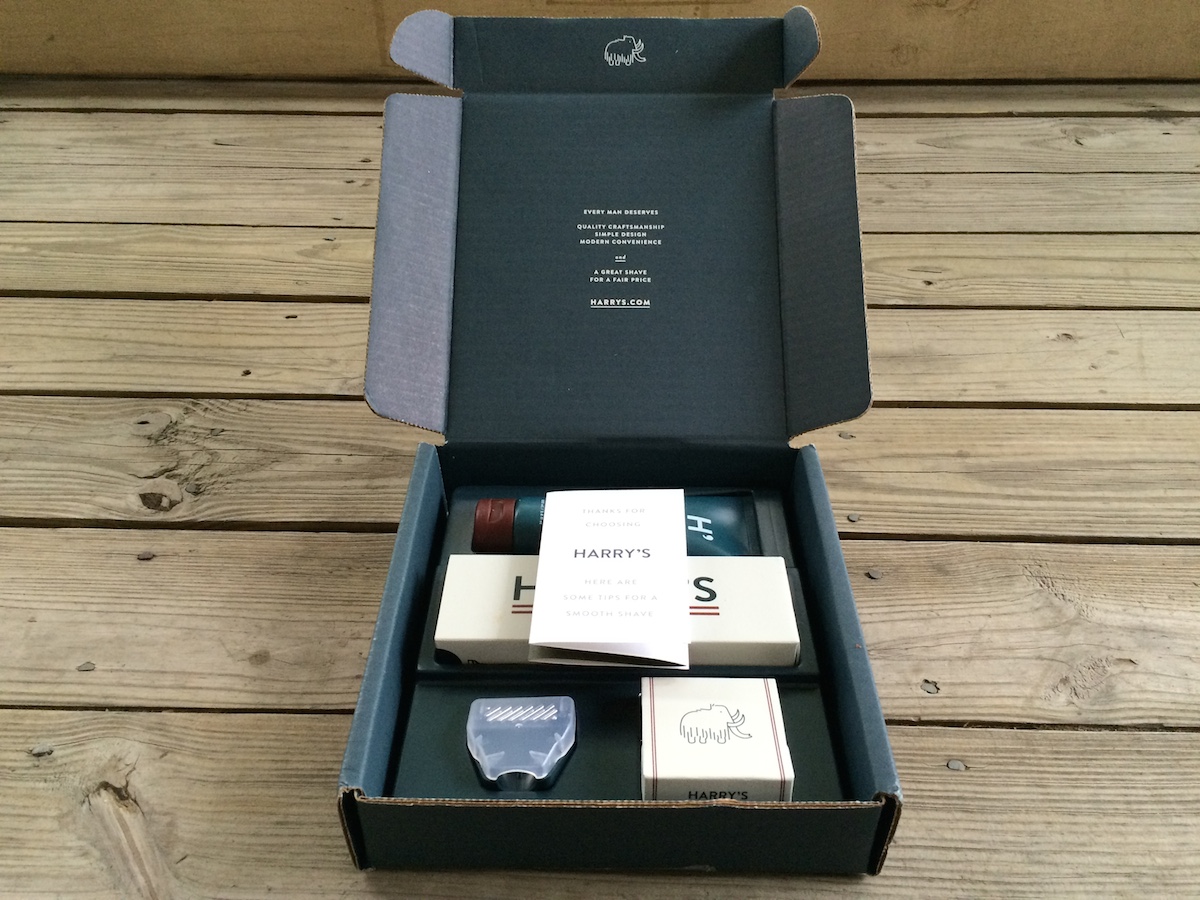 EVERY MAN DESERVES
QUALITY CRAFTSMANSHIP
SIMPLE DESIGN
MODERN CONVENIENCE
and
A GREAT SHAVE
FOR A FAIR PRICE
HARRYS.COM
H'
THANKS FOR
CHOOSING
HARRY'S
HERE ARE
SOME TIPS FOR A
SMOOTH SHAVE
H 'S
HARRY'S